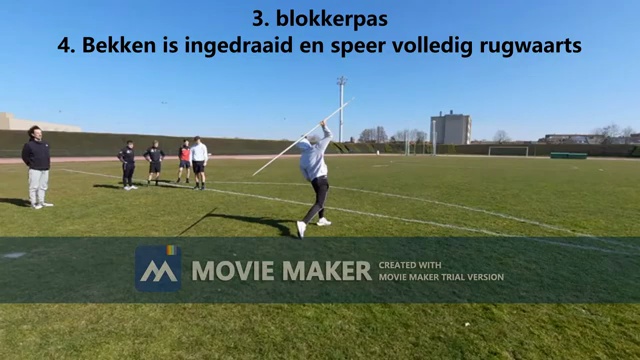 3. blokkerpas
4. Bekken is ingedraaid en speer volledig rugwaarts
MOVIE MAKER
CREATED WITH
MOVIE MAKER TRIAL VERSION